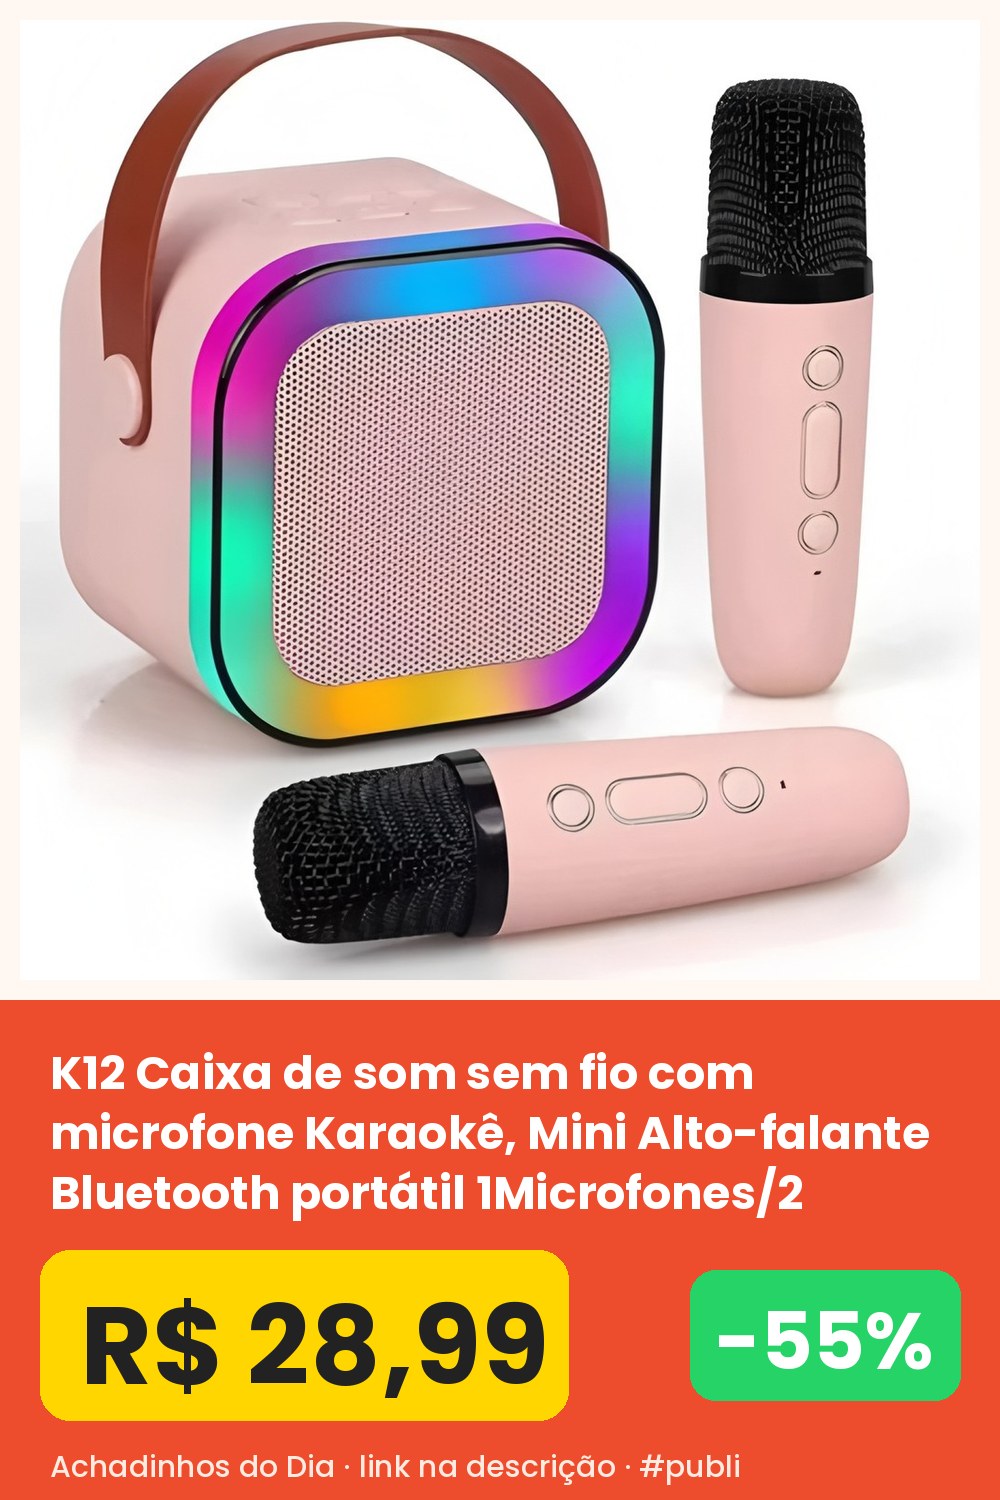 K12 Caixa de som sem fio com
microfone Karaokê, Mini Alto-falante
Bluetooth portátil 1Microfones/2
R$ 28,99
-55%
Achadinhos do Dia · link na descrição · #publi